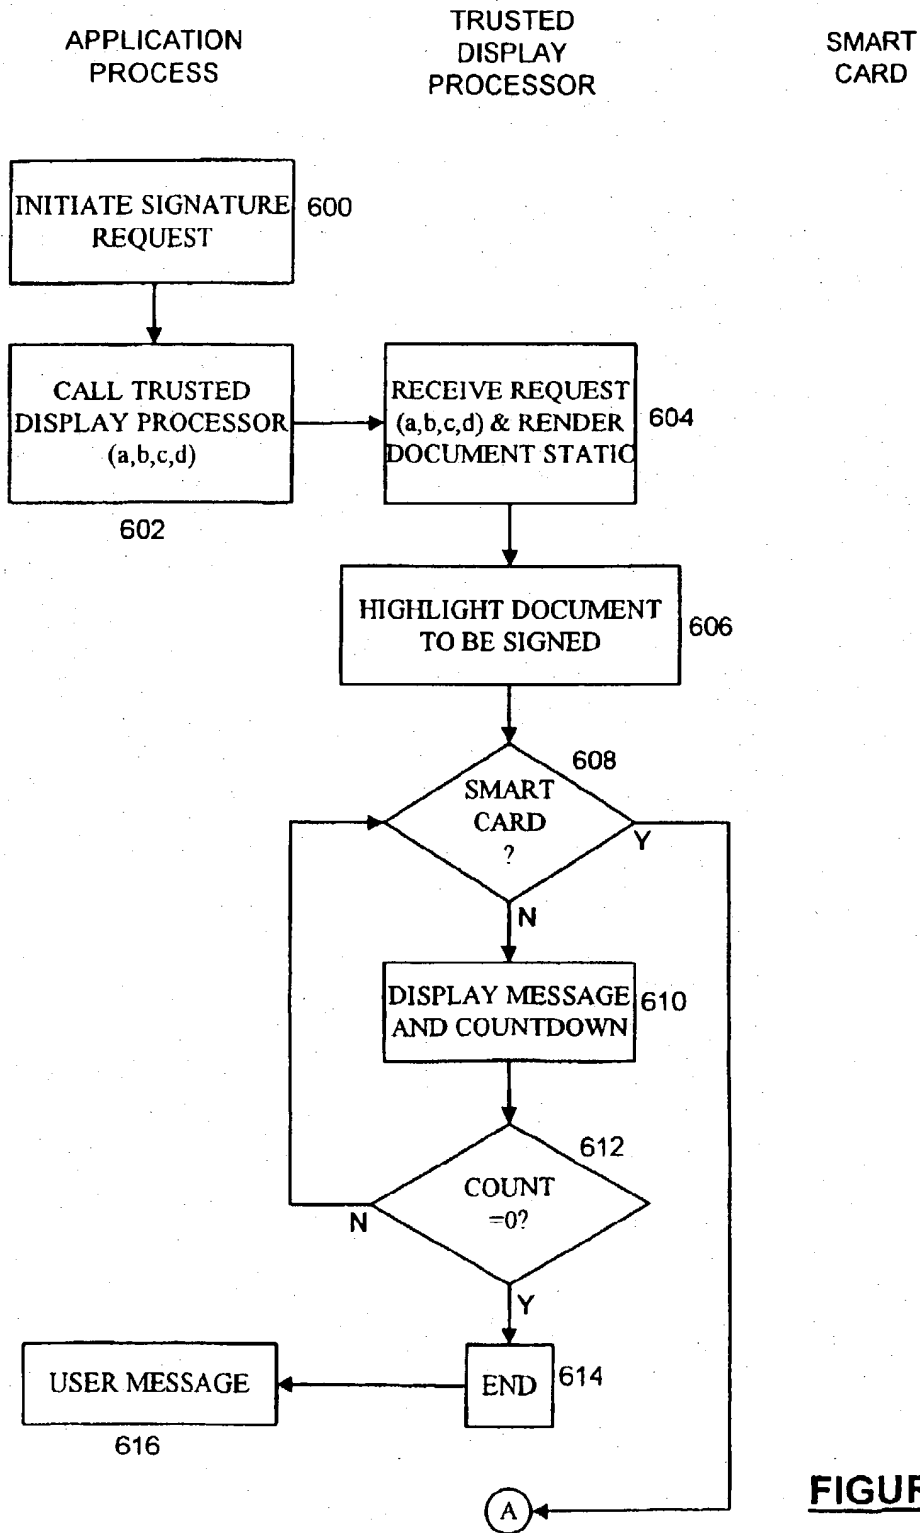 APPLICATION
PROCESS
TRUSTED
DISPLAY
PROCESSOR
SMART
CARD
INITIATE SIGNATURE
REQUEST
600
CALL TRUSTED
DISPLAY PROCESSOR
(a,b,c,d)
602
RECEIVE REQUEST
(a,b,c,d) & RENDER
DOCUMENT STATIC
604
HIGHLIGHT DOCUMENT
TO BE SIGNED
606
608
SMART
CARD
?
Y
N
DISPLAY MESSAGE
AND COUNTDOWN
610
612
COUNT
=0?
N
Y
USER MESSAGE
616
END
614
A
FIGUR